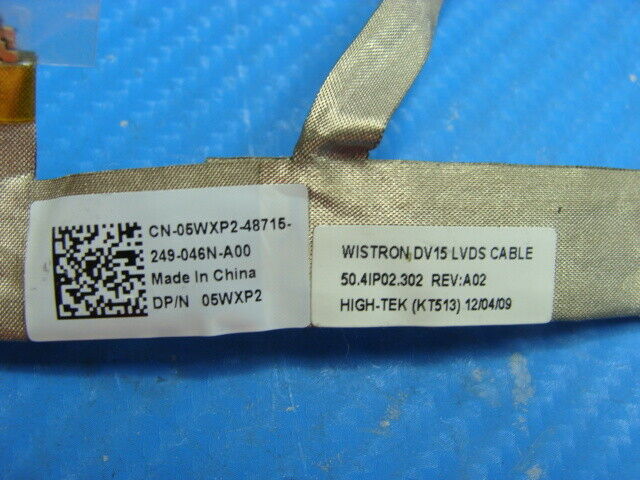 CN-05WXP2-48715-
249-046N-A00
Made In China
DP/N 05WXP2
WISTRON DV15 LVDS CABLE
50.4IP02.302 REV:A02
HIGH-TEK (KT513) 12/04/09